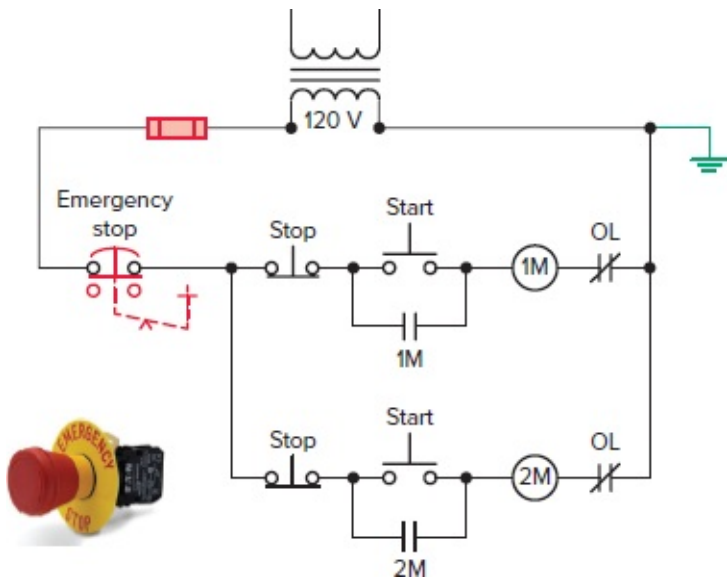 120 V
Emergency
stop
Stop
Start
1M
OL
1M
Stop
Start
2M
OL
2M
EMERGENCY
STOP